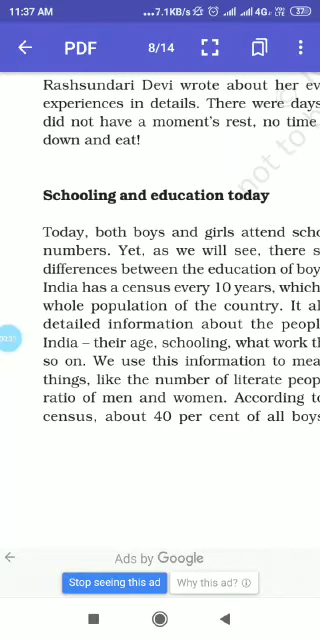 11:37 AM ...7.1KB/s 4G 37
PDF 8/14
Rashsundari Devi wrote about her ev
experiences in details. There were days
did not have a moment's rest, no time
down and eat!
not to b
Schooling and education today
Today, both boys and girls attend scho
numbers. Yet, as we will see, there s
differences between the education of boy
India has a census every 10 years, which
whole population of the country. It al
detailed information about the peopl
India – their age, schooling, what work th
so on. We use this information to mea
things, like the number of literate peop
ratio of men and women. According to
census, about 40 per cent of all boys
Ads by Google
Stop seeing this ad Why this ad?